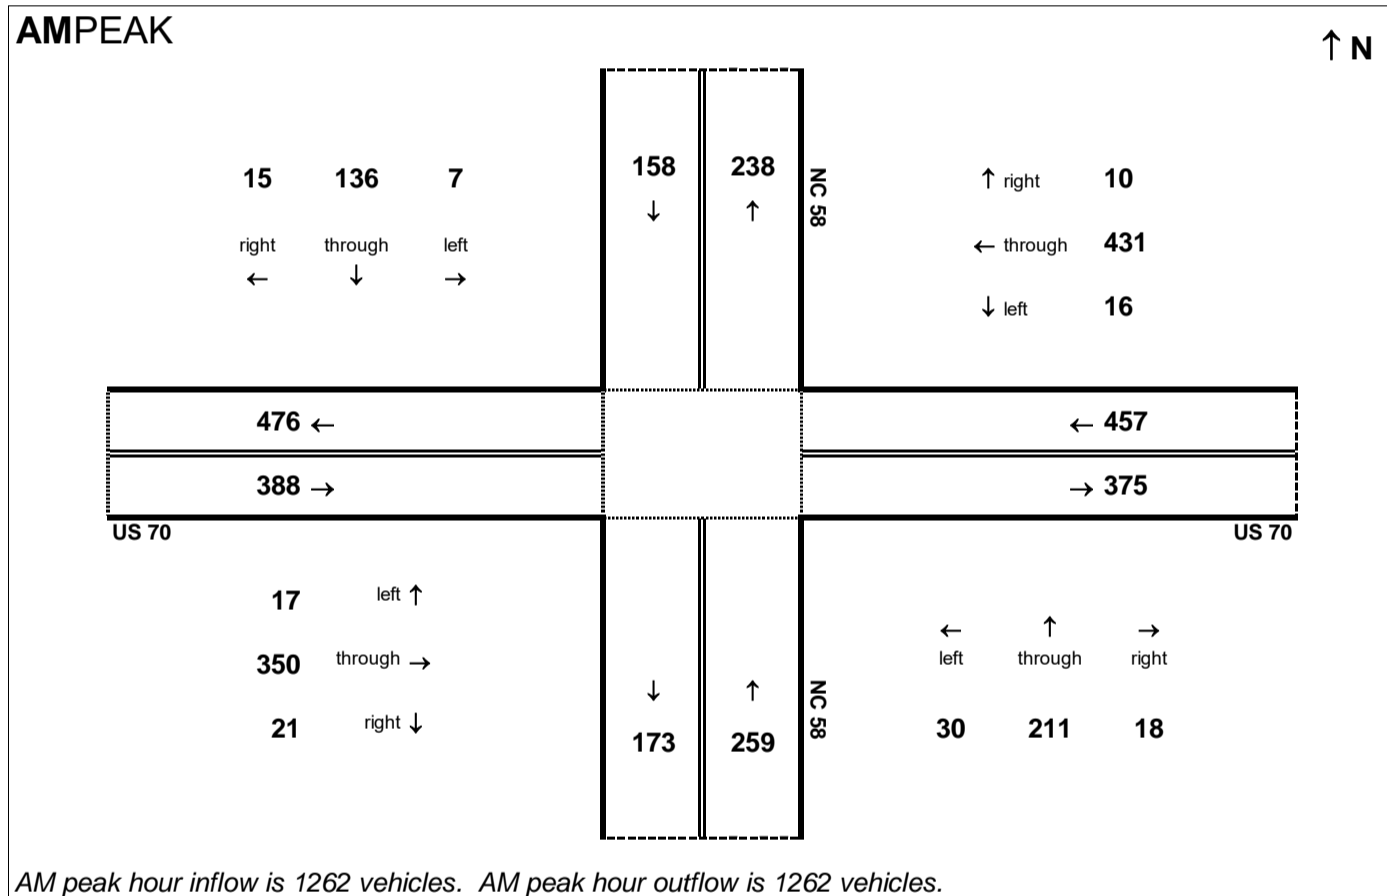 AMPEAK
↑ N
158 238
NC 58
15 136 7
right through left
← ↓ →
↓ ↑
↑ right 10
← through 431
↓ left 16
476 ←
← 457
388 →
→ 375
US 70
US 70
17 left ↑
350 through →
21 right ↓
↓ ↑
173 259
NC 58
← ↑ →
left through right
30 211 18
AM peak hour inflow is 1262 vehicles. AM peak hour outflow is 1262 vehicles.